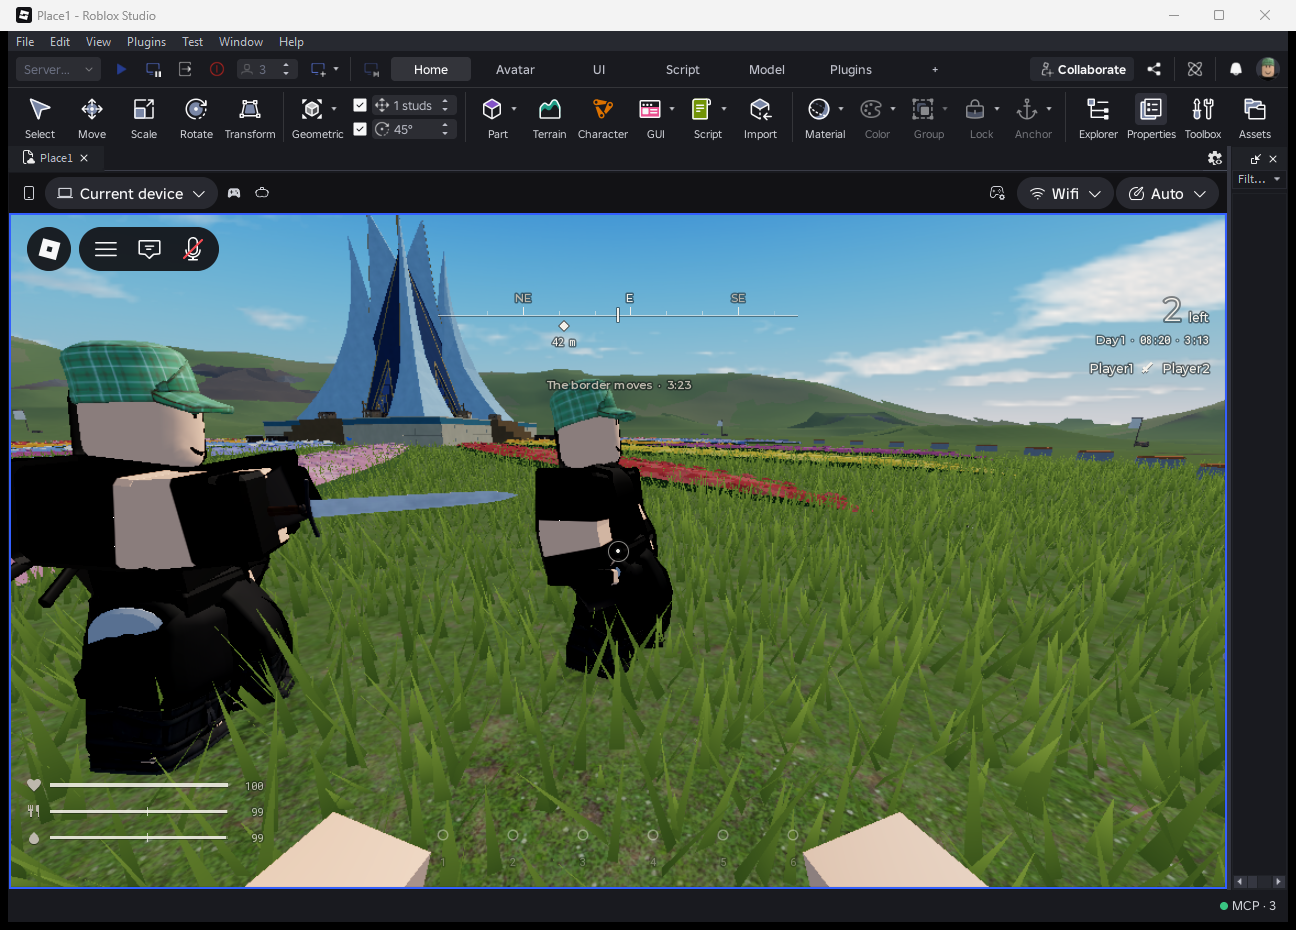 Place1 - Roblox Studio
File Edit View Plugins Test Window Help
Server... 3 Home Avatar UI Script Model Plugins + Collaborate
1 studs
45°
Select Move Scale Rotate Transform Geometric Part Terrain Character GUI Script Import Material Color Group Lock Anchor Explorer Properties Toolbox Assets
Place1
Filt...
Current device Wifi Auto
NE E SE
42 m
2 left
Day1 · 08:20 · 3:13
Player1 Player2
The border moves · 3:23
100
99
99
1 2 3 4 5 6
MCP · 3